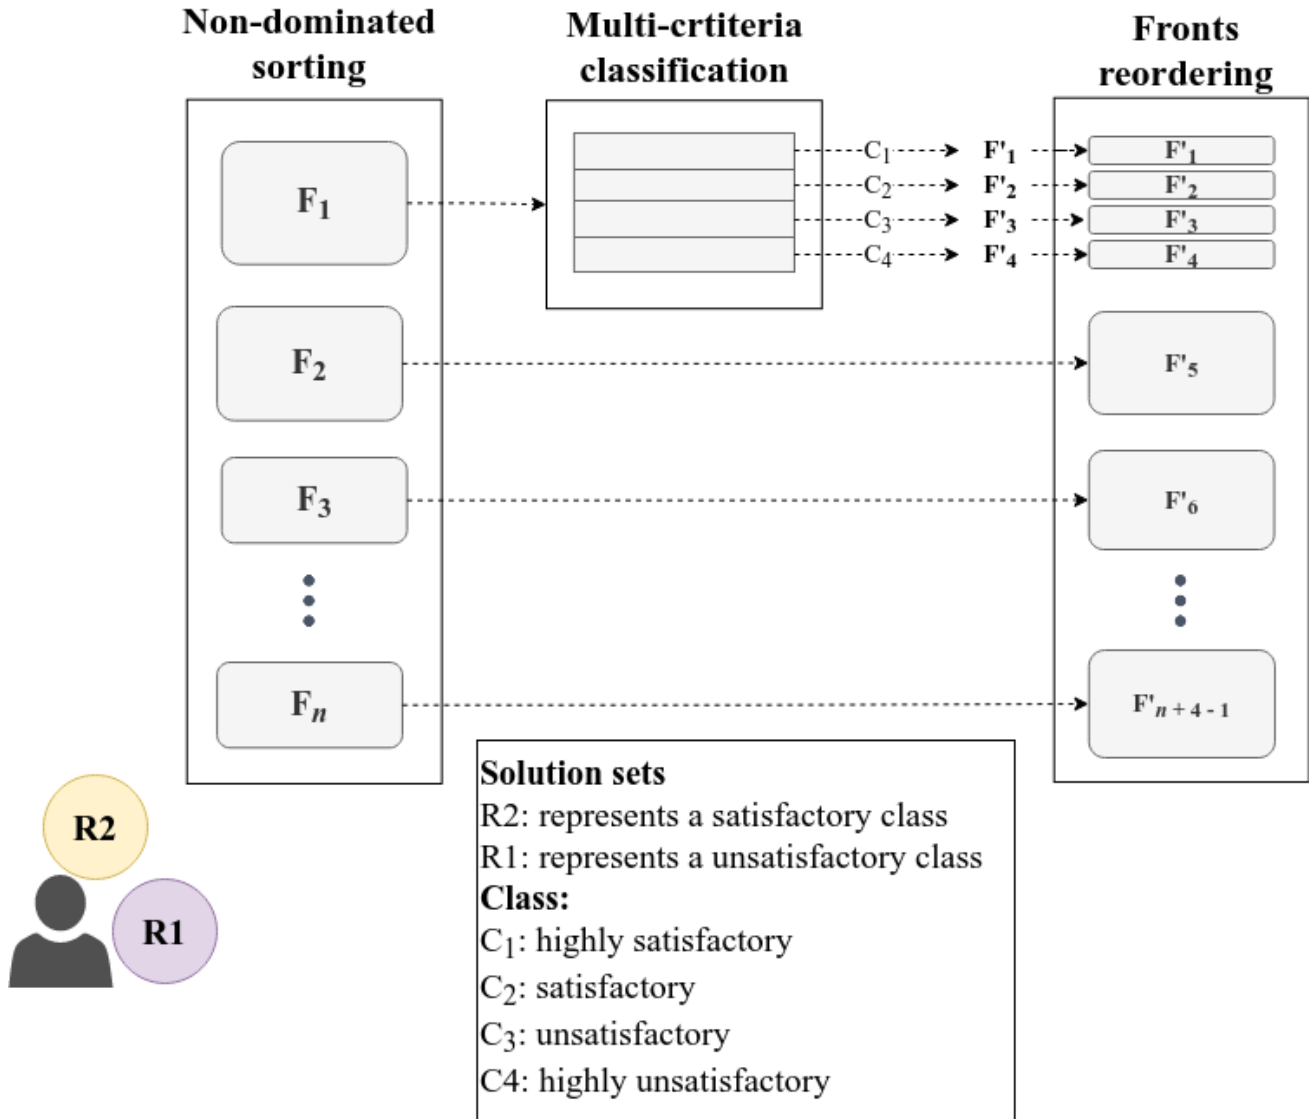 Non-dominated
sorting
Multi-crtiteria
classification
Fronts
reordering
F1
C1 F'1 F'1
C2 F'2 F'2
C3 F'3 F'3
C4 F'4 F'4
F2 F'5
F3 F'6
Fn F'n + 4 - 1
R2
R1
Solution sets
R2: represents a satisfactory class
R1: represents a unsatisfactory class
Class:
C1: highly satisfactory
C2: satisfactory
C3: unsatisfactory
C4: highly unsatisfactory